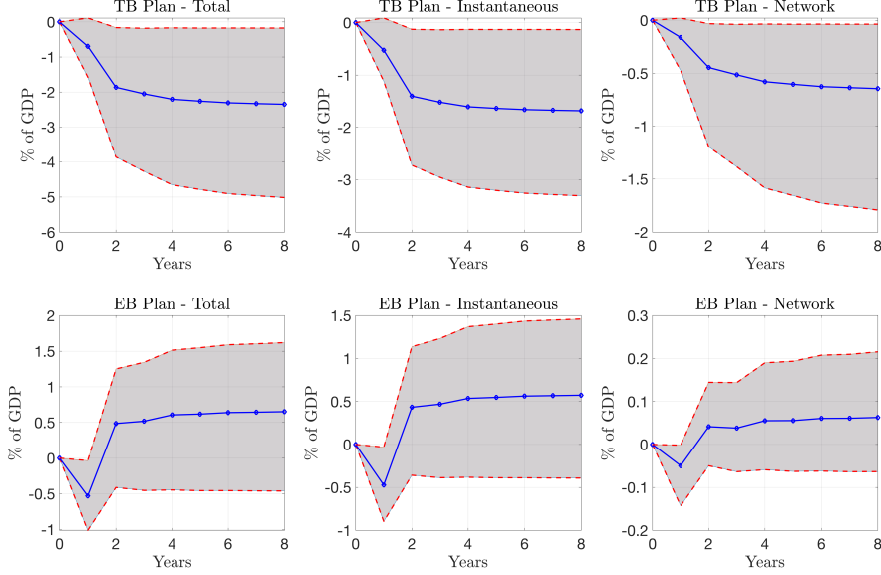 TB Plan - Total
% of GDP
0
-1
-2
-3
-4
-5
-6
0 2 4 6 8
Years
TB Plan - Instantaneous
% of GDP
0
-1
-2
-3
-4
0 2 4 6 8
Years
TB Plan - Network
% of GDP
0
-0.5
-1
-1.5
-2
0 2 4 6 8
Years
EB Plan - Total
% of GDP
2
1.5
1
0.5
0
-0.5
-1
0 2 4 6 8
Years
EB Plan - Instantaneous
% of GDP
1.5
1
0.5
0
-0.5
-1
0 2 4 6 8
Years
EB Plan - Network
% of GDP
0.3
0.2
0.1
0
-0.1
-0.2
0 2 4 6 8
Years